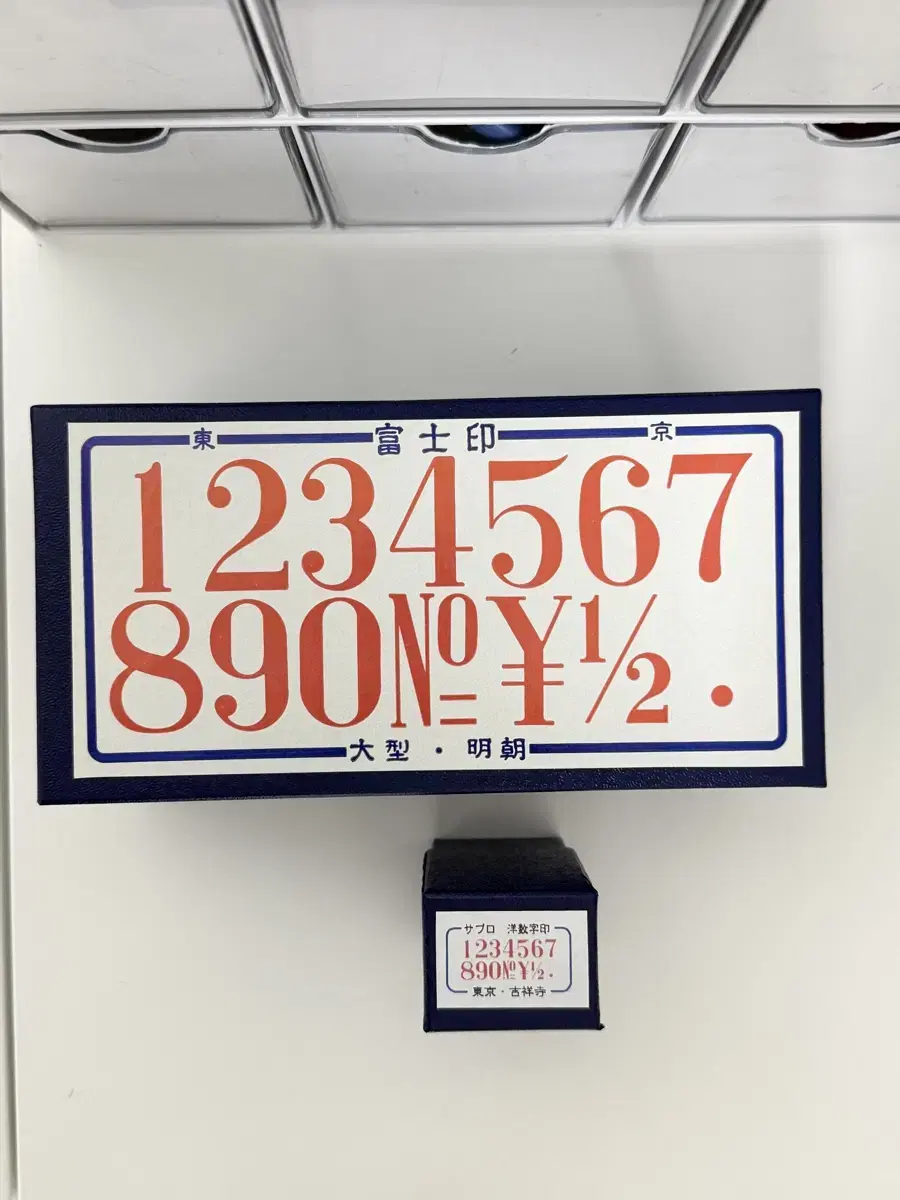 東 富士印 京
1234567
890№¥½.
大型・明朝
サブロ 洋数字印
1234567
890№¥½.
東京・吉祥寺